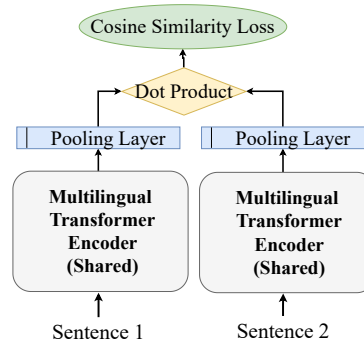 Cosine Similarity Loss
Dot Product
Pooling Layer
Pooling Layer
Multilingual
Transformer
Encoder
(Shared)
Multilingual
Transformer
Encoder
(Shared)
Sentence 1
Sentence 2